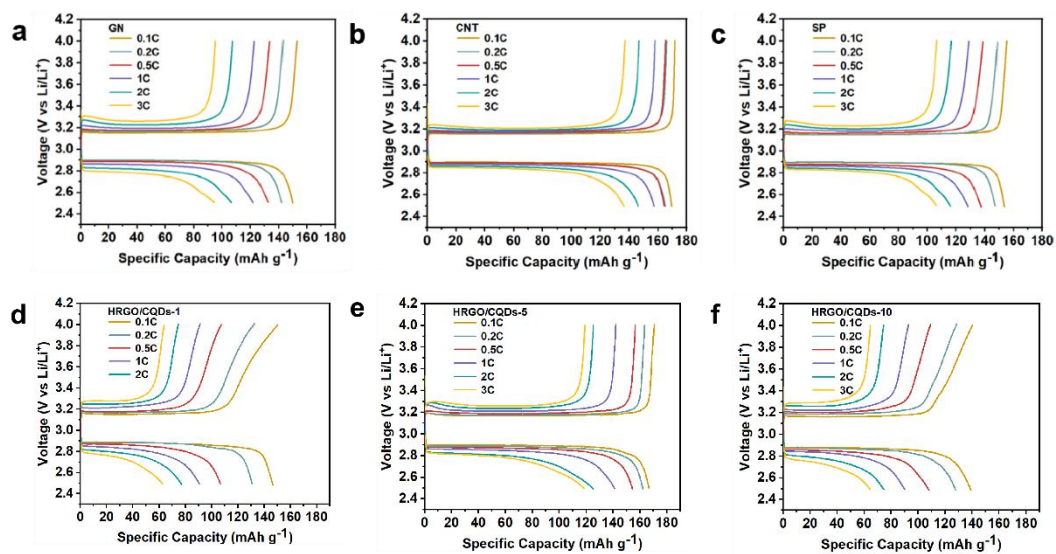 a
GN
0.1C
0.2C
0.5C
1C
2C
3C
Voltage (V vs Li/Li⁺)
4.0
3.6
3.2
3.0
2.8
2.5
0 20 40 60 80 100 120 140 160 180
Specific Capacity (mAh g⁻¹)
b
CNT
0.1C
0.2C
0.5C
1C
2C
3C
Voltage (V vs Li/Li⁺)
4.2
4.0
3.8
3.6
3.4
3.2
3.0
2.8
2.6
2.4
0 20 40 60 80 100 120 140 160 180
Specific Capacity (mAh g⁻¹)
c
SP
0.1C
0.2C
0.5C
1C
2C
3C
Voltage (V vs Li/Li⁺)
4.2
4.0
3.8
3.6
3.4
3.2
3.0
2.8
2.6
2.4
0 20 40 60 80 100 120 140 160 180
Specific Capacity (mAh g⁻¹)
d
HRGO/CQDs-1
0.1C
0.2C
0.5C
1C
2C
Voltage (V vs Li/Li⁺)
4.2
4.0
3.8
3.6
3.4
3.2
3.0
2.8
2.6
2.4
0 20 40 60 80 100 120 140 160 180
Specific Capacity (mAh g⁻¹)
e
HRGO/CQDs-5
0.1C
0.2C
0.5C
1C
2C
3C
Voltage (V vs Li/Li⁺)
4.2
4.0
3.8
3.6
3.4
3.2
3.0
2.8
2.6
2.4
0 20 40 60 80 100 120 140 160 180
Specific Capacity (mAh g⁻¹)
f
HRGO/CQDs-10
0.1C
0.2C
0.5C
1C
2C
3C
Voltage (V vs Li/Li⁺)
4.2
4.0
3.8
3.6
3.4
3.2
3.0
2.8
2.6
2.4
0 20 40 60 80 100 120 140 160 180
Specific Capacity (mAh g⁻¹)